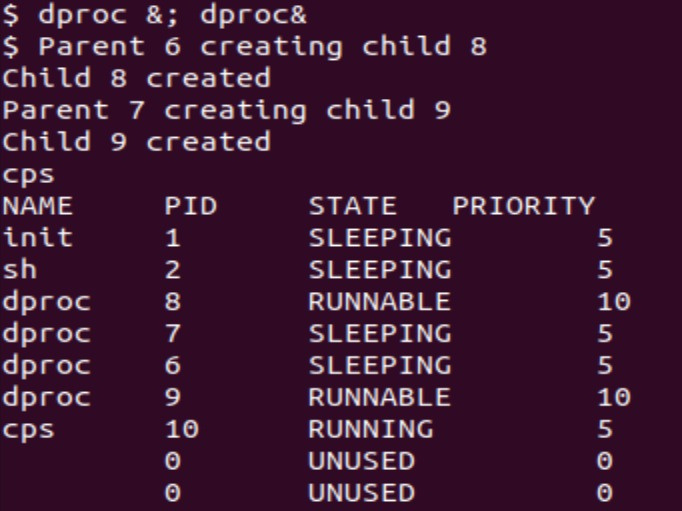 $ dproc &; dproc&
$ Parent 6 creating child 8
Child 8 created
Parent 7 creating child 9
Child 9 created
cps
NAME PID STATE PRIORITY
init 1 SLEEPING 5
sh 2 SLEEPING 5
dproc 8 RUNNABLE 10
dproc 7 SLEEPING 5
dproc 6 SLEEPING 5
dproc 9 RUNNABLE 10
cps 10 RUNNING 5
0 UNUSED 0
0 UNUSED 0